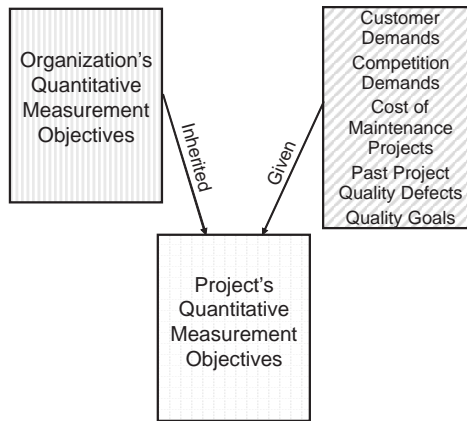 Organization's
Quantitative
Measurement
Objectives
Customer
Demands
Competition
Demands
Cost of
Maintenance
Projects
Past Project
Quality Defects
Quality Goals
Inherited
Given
Project's
Quantitative
Measurement
Objectives